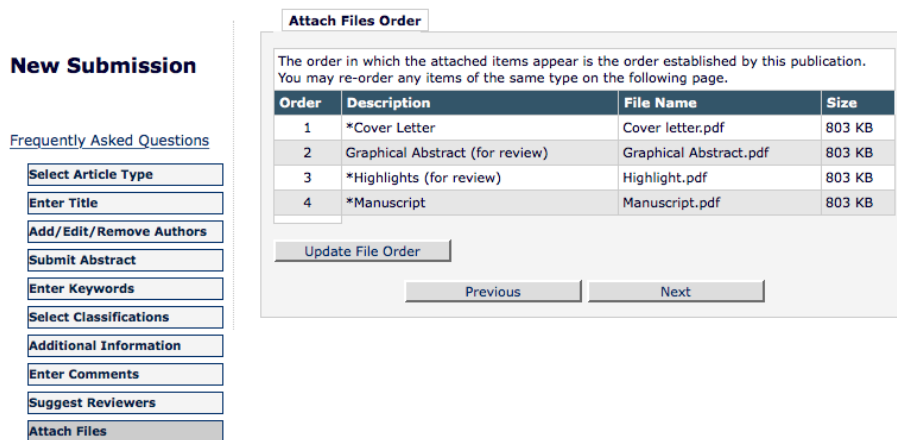 Attach Files Order
New Submission
The order in which the attached items appear is the order established by this publication.
You may re-order any items of the same type on the following page.
Order Description File Name Size
1 *Cover Letter Cover letter.pdf 803 KB
2 Graphical Abstract (for review) Graphical Abstract.pdf 803 KB
3 *Highlights (for review) Highlight.pdf 803 KB
4 *Manuscript Manuscript.pdf 803 KB
Update File Order
Previous Next
Frequently Asked Questions
Select Article Type
Enter Title
Add/Edit/Remove Authors
Submit Abstract
Enter Keywords
Select Classifications
Additional Information
Enter Comments
Suggest Reviewers
Attach Files